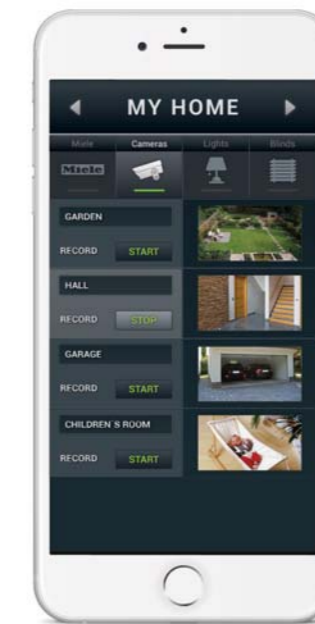 MY HOME
Miele Cameras Lights Blinds
Miele
GARDEN
RECORD START
HALL
RECORD STOP
GARAGE
RECORD START
CHILDREN´S ROOM
RECORD START